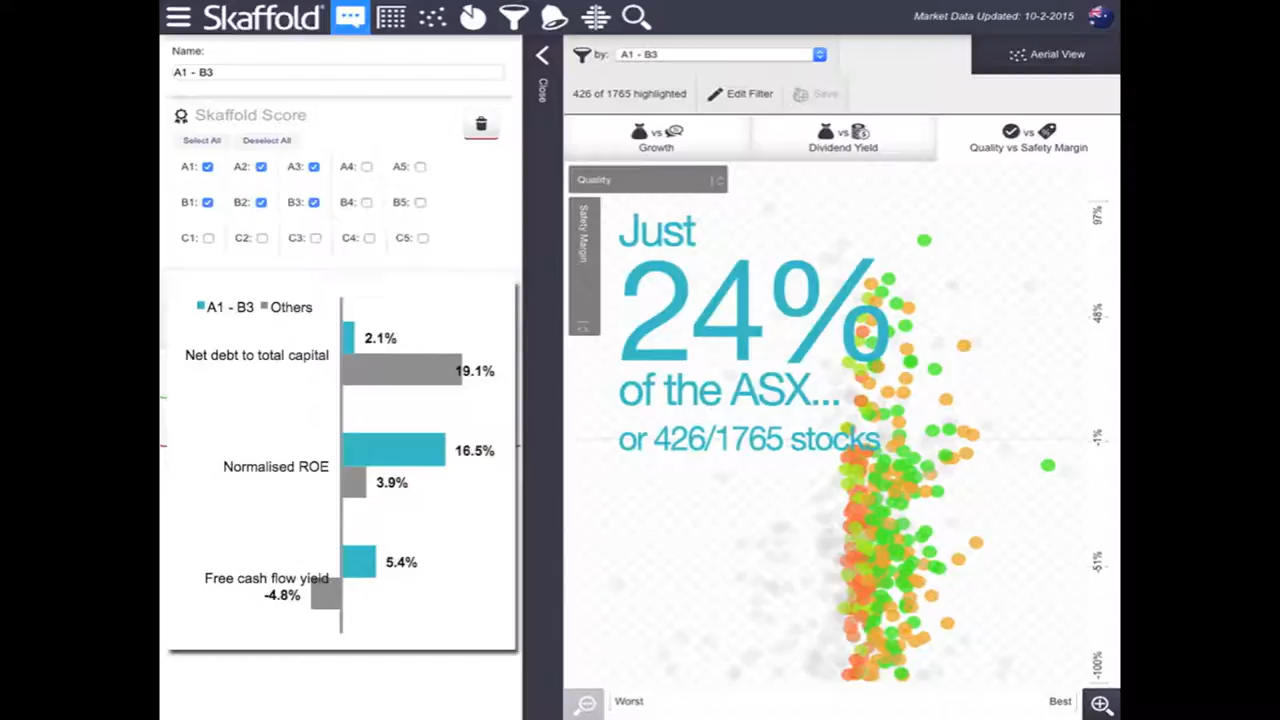 Skaffold®
Market Data Updated: 10-2-2015
Name:
A1 - B3
Skaffold Score
Select All
Deselect All
A1: A2: A3: A4: A5:
B1: B2: B3: B4: B5:
C1: C2: C3: C4: C5:
A1 - B3 Others
Net debt to total capital
2.1%
19.1%
Normalised ROE
16.5%
3.9%
Free cash flow yield
5.4%
-4.8%
Close
by: A1 - B3
Aerial View
426 of 1765 highlighted
Edit Filter
Save
vs
Growth
vs
Dividend Yield
vs
Quality vs Safety Margin
Quality
Safety Margin
Just
24%
of the ASX...
or 426/1765 stocks
97%
48%
-1%
-51%
-100%
Worst
Best